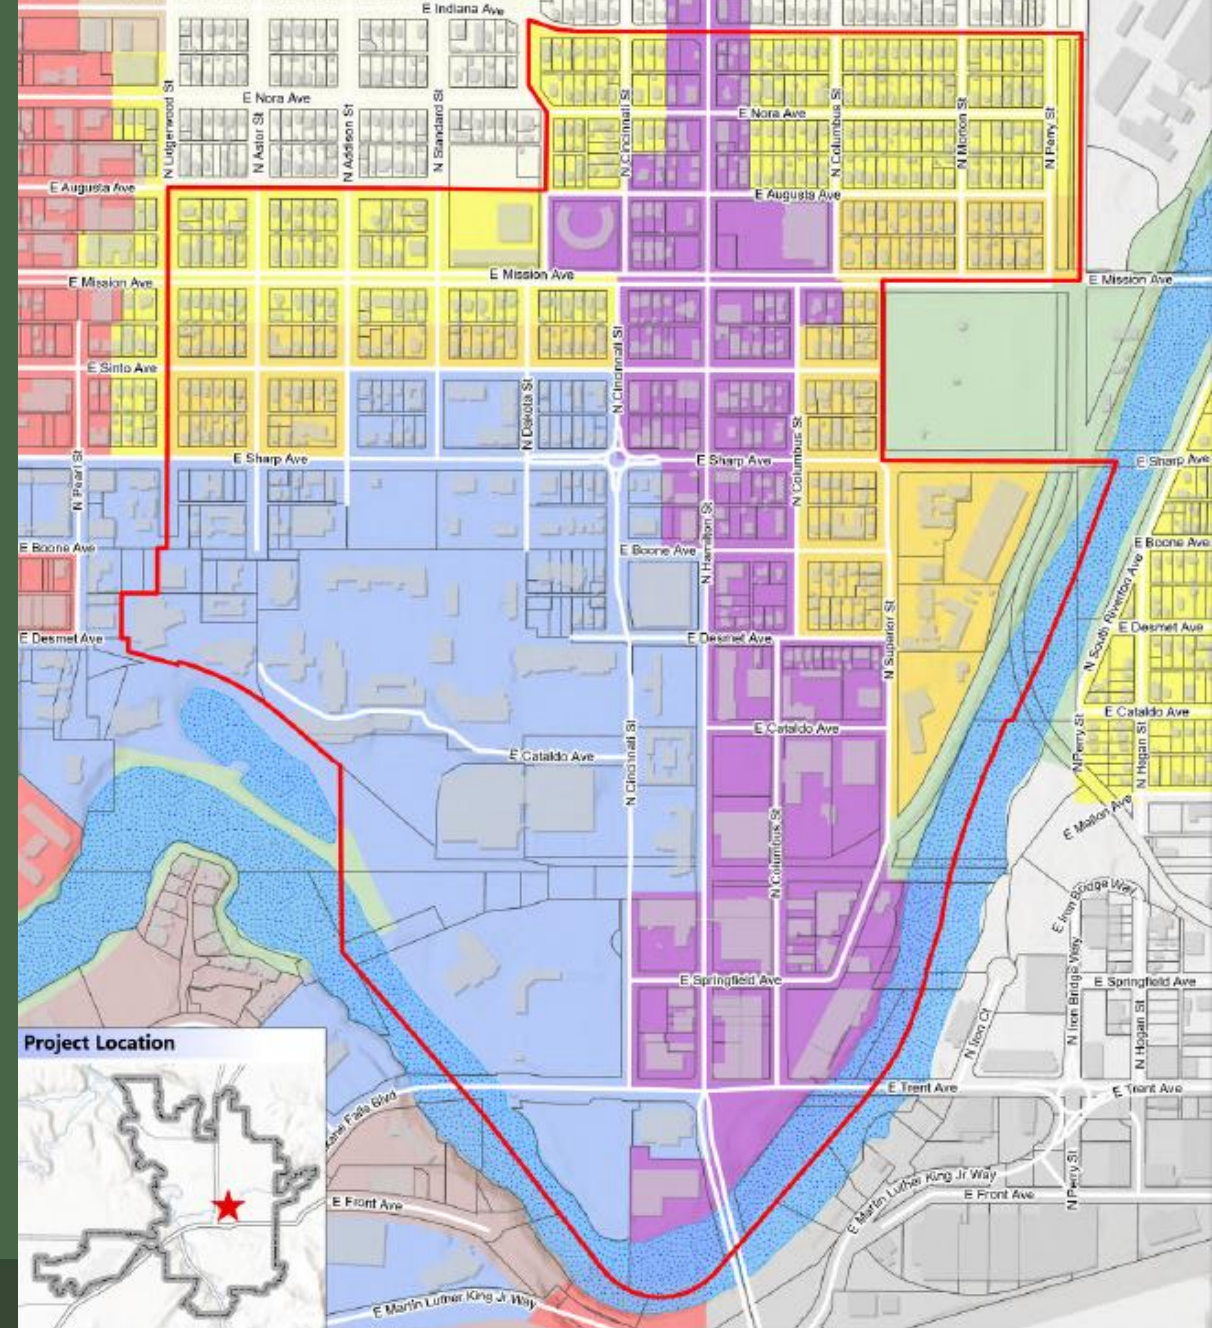 E Indiana Ave
E Nora Ave
N Lidgerwood St
N Astor St
N Addison St
N Standard St
N Cincinnati St
E Nora Ave
N Columbus St
N Morton St
N Perry St
E Augusta Ave
E Augusta Ave
E Mission Ave
E Mission Ave
E Mission Ave
E Sinto Ave
N Dakota St
N Cincinnati St
N Columbus St
N Pearl St
E Sharp Ave
E Sharp Ave
E Sharp Ave
E Boone Ave
E Boone Ave
N Hamilton St
E Boone Ave
E Desmet Ave
E Desmet Ave
N Superior St
N South Riverton Ave
E Desmet Ave
E Cataldo Ave
E Cataldo Ave
N Cincinnati St
E Cataldo Ave
N Perry St
N Hogan St
N Columbus St
E Mallon Ave
E Iron Bridge Way
N Iron Bridge Way
E Springfield Ave
E Springfield Ave
N Iron Ct
N Hogan St
Project Location
Falls Blvd
E Trent Ave
E Trent Ave
E Front Ave
E Martin Luther King Jr Way
E Front Ave
N Perry St
E Martin Luther King Jr Way